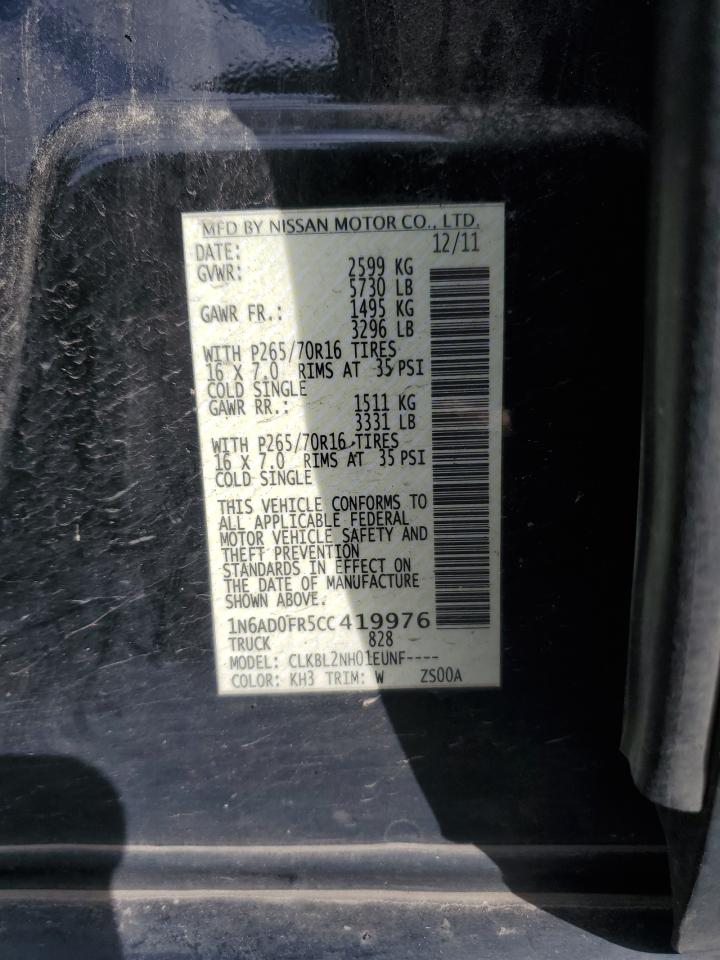 MFD BY NISSAN MOTOR CO., LTD.
DATE: 12/11
GVWR: 2599 KG
5730 LB
GAWR FR.: 1495 KG
3296 LB
WITH P265/70R16 TIRES
16 X 7.0 RIMS AT 35 PSI
COLD SINGLE
GAWR RR.: 1511 KG
3331 LB
WITH P265/70R16 TIRES
16 X 7.0 RIMS AT 35 PSI
COLD SINGLE
THIS VEHICLE CONFORMS TO
ALL APPLICABLE FEDERAL
MOTOR VEHICLE SAFETY AND
THEFT PREVENTION
STANDARDS IN EFFECT ON
THE DATE OF MANUFACTURE
SHOWN ABOVE.
1N6AD0FR5CC419976
TRUCK 828
MODEL: CLKBL2NH01EUNF----
COLOR: KH3 TRIM: W ZS00A